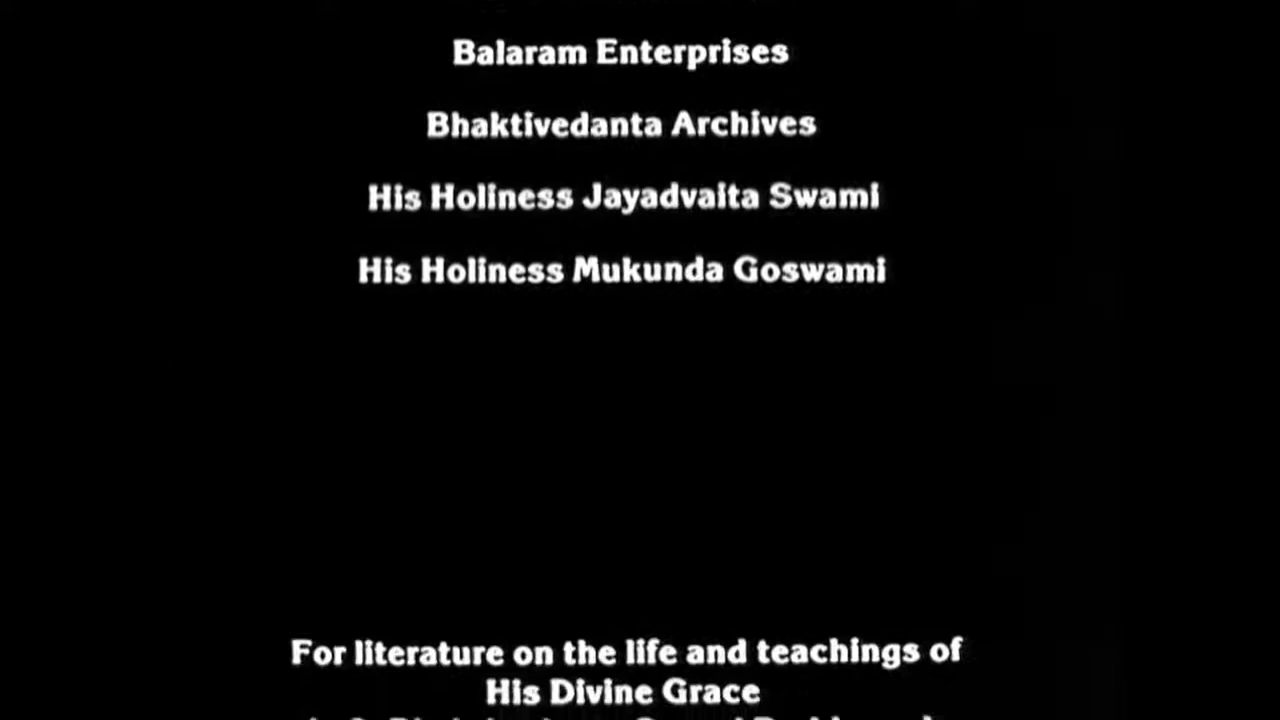 Balaram Enterprises
Bhaktivedanta Archives
His Holiness Jayadvaita Swami
His Holiness Mukunda Goswami
For literature on the life and teachings of
His Divine Grace